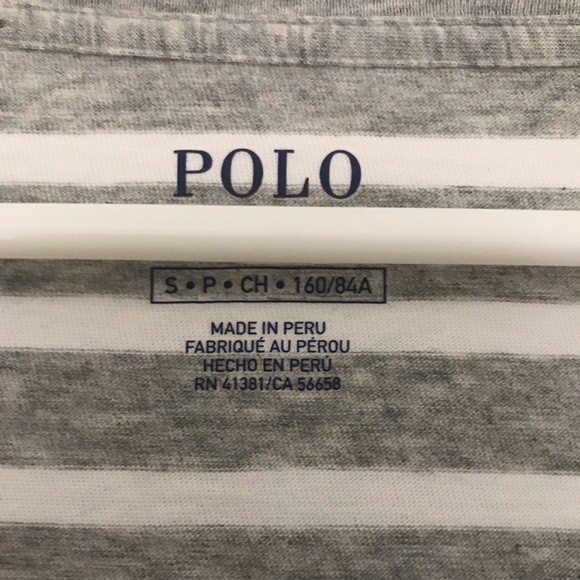 POLO
S • P • CH • 160/84A
MADE IN PERU
FABRIQUÉ AU PÉROU
HECHO EN PERÚ
RN 41381/CA 56658